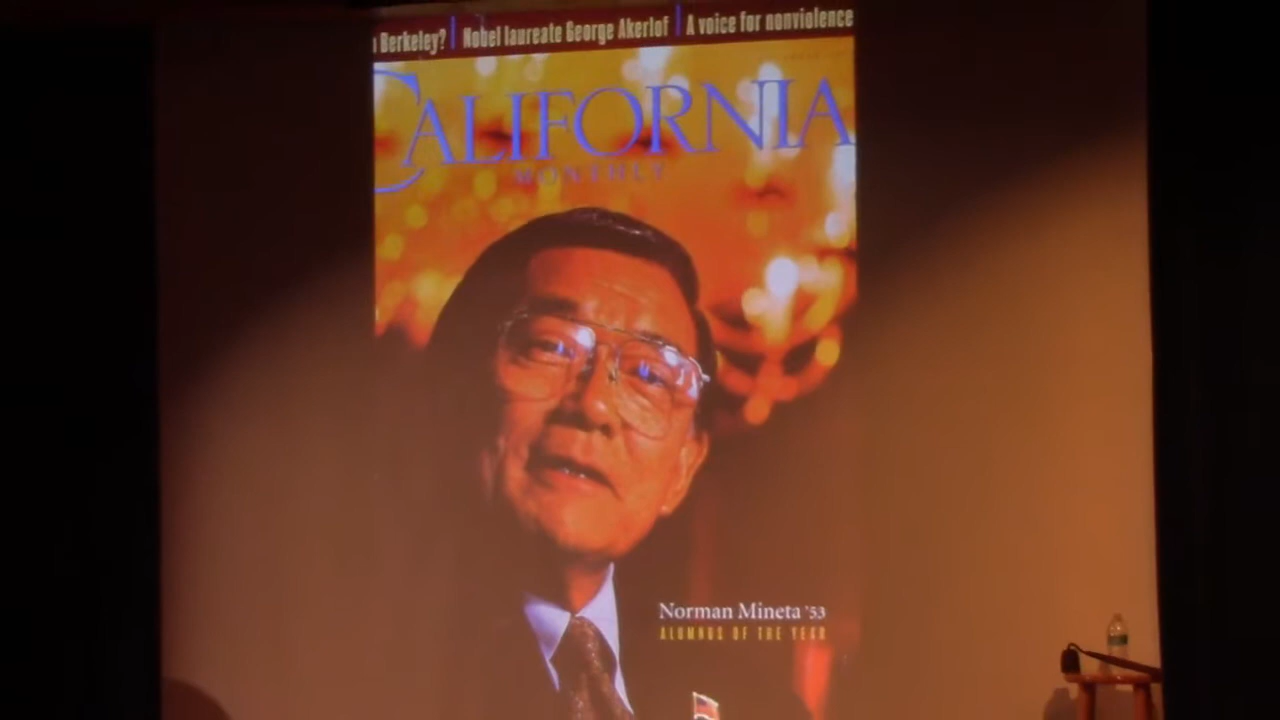 Berkeley? | Nobel laureate George Akerlof | A voice for nonviolence
CALIFORNIA
MONTHLY
Norman Mineta '53
ALUMNUS OF THE YEAR